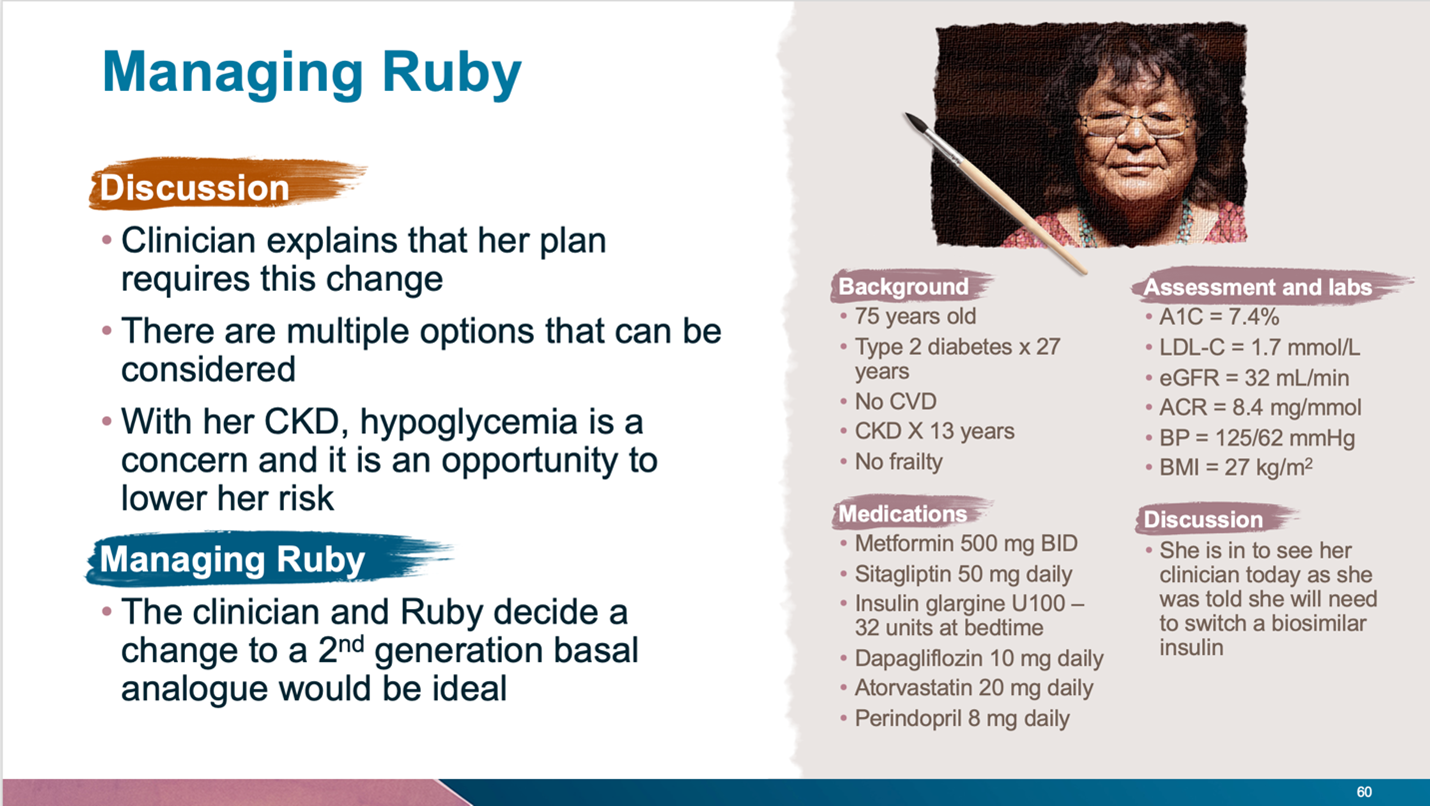 Managing Ruby
Discussion
• Clinician explains that her plan
requires this change
• There are multiple options that can be
considered
• With her CKD, hypoglycemia is a
concern and it is an opportunity to
lower her risk
Managing Ruby
• The clinician and Ruby decide a
change to a 2nd generation basal
analogue would be ideal
Background
• 75 years old
• Type 2 diabetes x 27
years
• No CVD
• CKD X 13 years
• No frailty
Medications
• Metformin 500 mg BID
• Sitagliptin 50 mg daily
• Insulin glargine U100 –
32 units at bedtime
• Dapagliflozin 10 mg daily
• Atorvastatin 20 mg daily
• Perindopril 8 mg daily
Assessment and labs
• A1C = 7.4%
• LDL-C = 1.7 mmol/L
• eGFR = 32 mL/min
• ACR = 8.4 mg/mmol
• BP = 125/62 mmHg
• BMI = 27 kg/m2
Discussion
• She is in to see her
clinician today as she
was told she will need
to switch a biosimilar
insulin
60